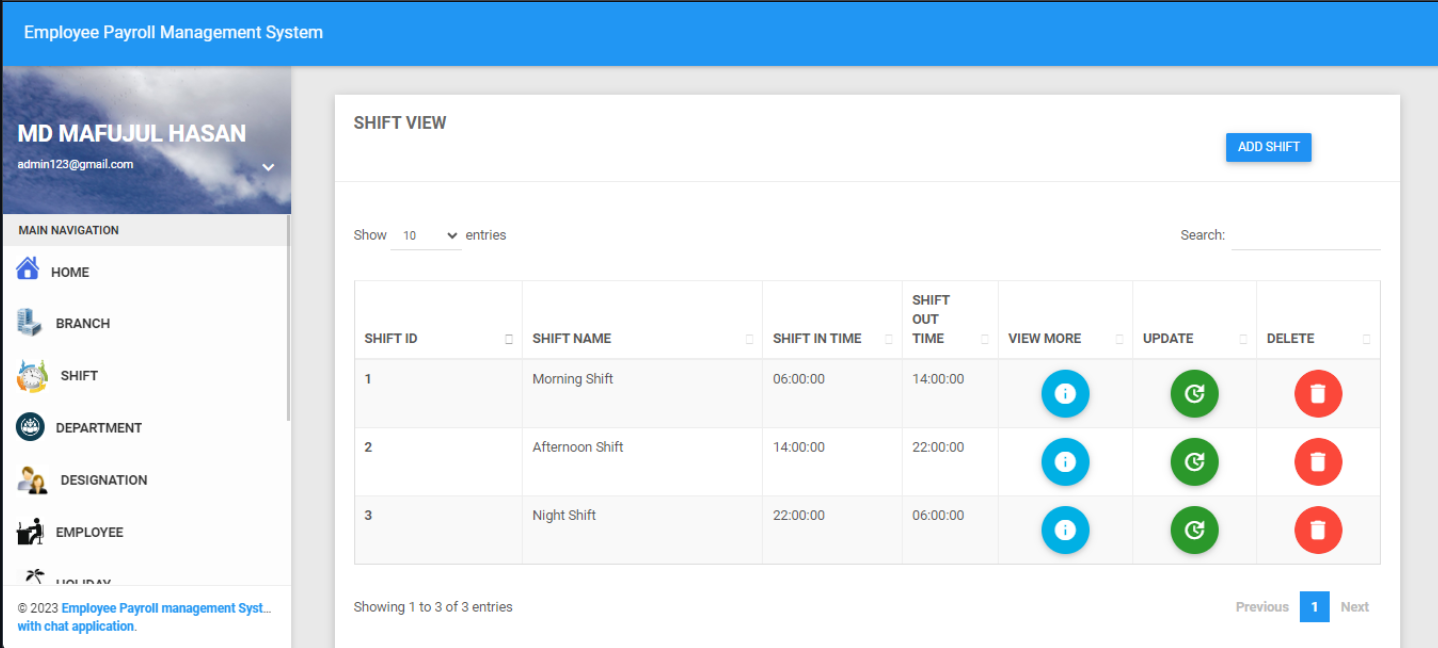 Employee Payroll Management System
MD MAFUJUL HASAN
admin123@gmail.com
MAIN NAVIGATION
HOME
BRANCH
SHIFT
DEPARTMENT
DESIGNATION
EMPLOYEE
HOLIDAY
© 2023 Employee Payroll management Syst...
with chat application.
SHIFT VIEW
ADD SHIFT
Show 10 entries
Search:
SHIFT ID SHIFT NAME SHIFT IN TIME SHIFT OUT TIME VIEW MORE UPDATE DELETE
1 Morning Shift 06:00:00 14:00:00
2 Afternoon Shift 14:00:00 22:00:00
3 Night Shift 22:00:00 06:00:00
Showing 1 to 3 of 3 entries
Previous 1 Next